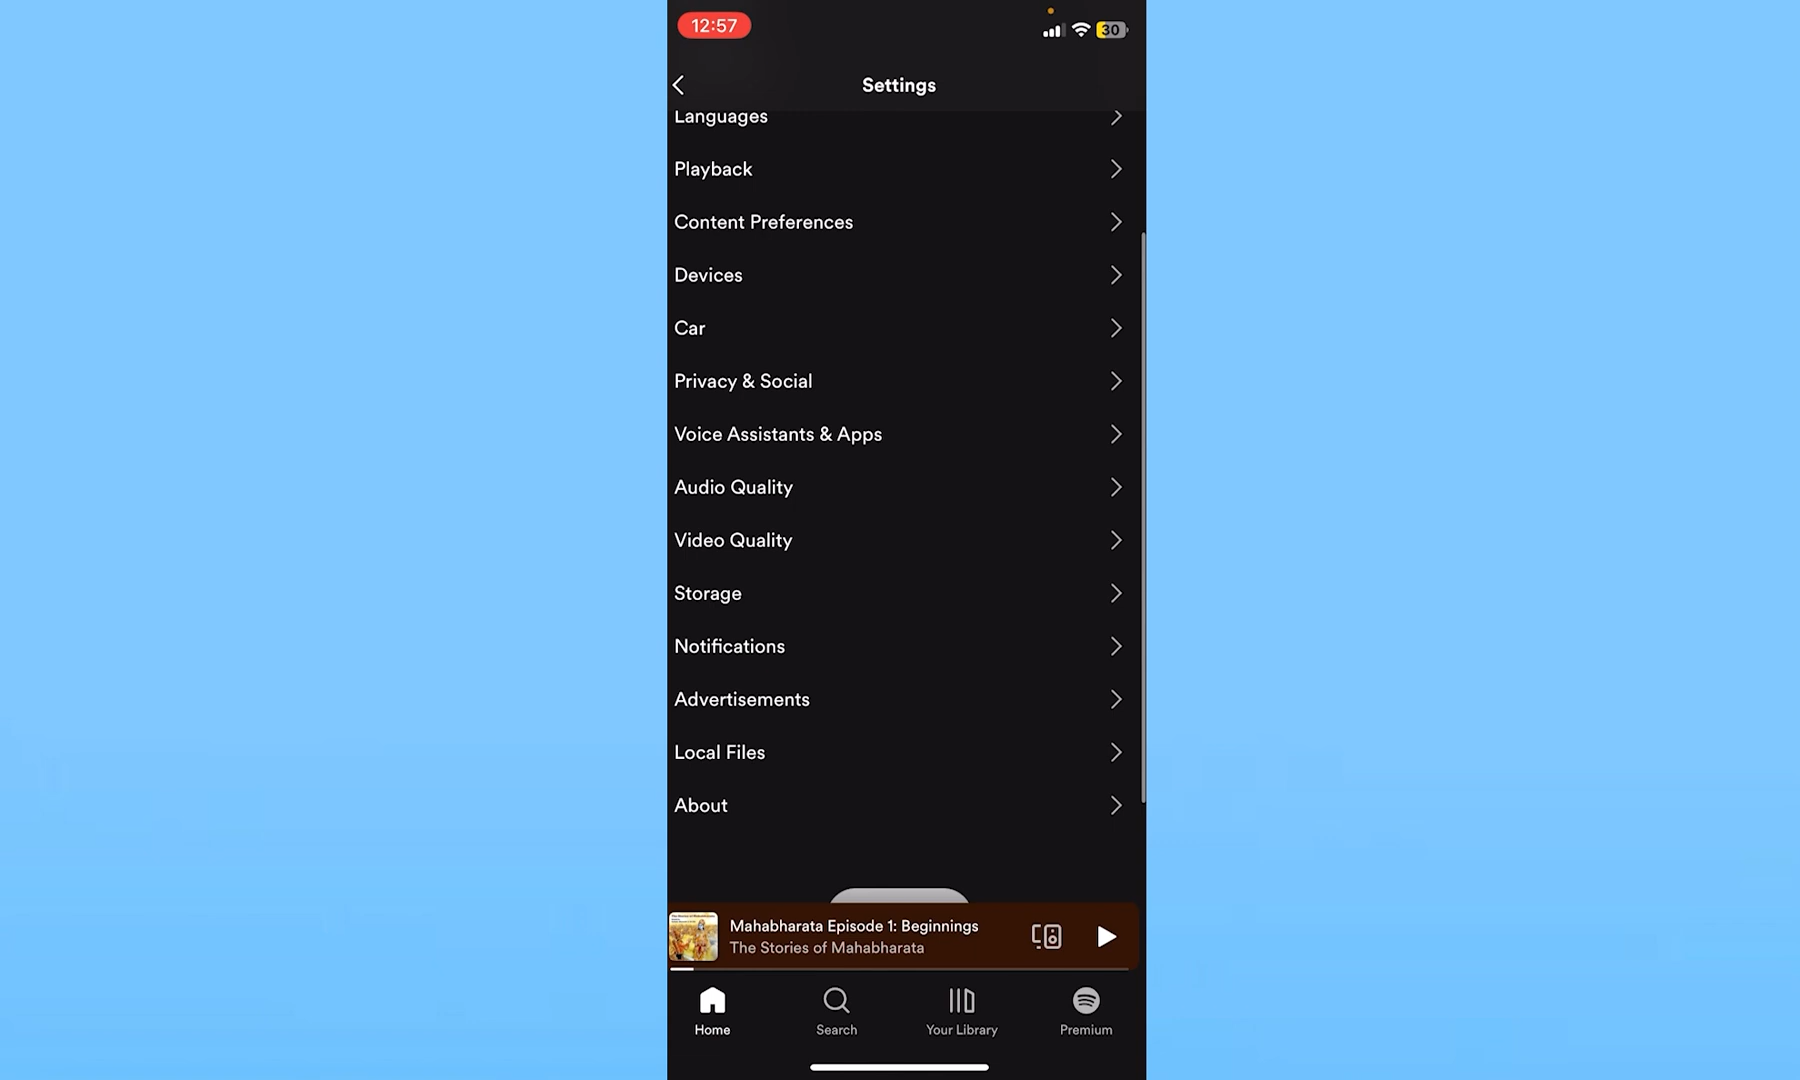 12:57
30
Settings
Languages
Playback
Content Preferences
Devices
Car
Privacy & Social
Voice Assistants & Apps
Audio Quality
Video Quality
Storage
Notifications
Advertisements
Local Files
About
Mahabharata Episode 1: Beginnings
The Stories of Mahabharata
Home
Search
Your Library
Premium